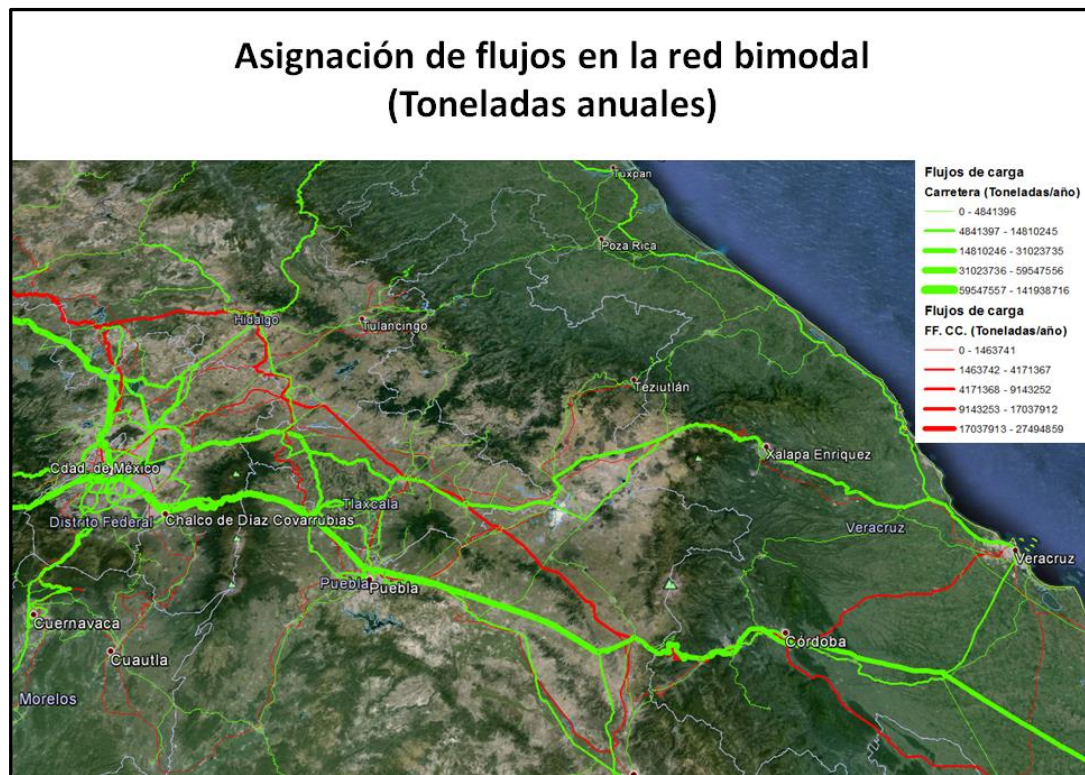 Asignación de flujos en la red bimodal
(Toneladas anuales)
Flujos de carga
Carretera (Toneladas/año)
0 - 4841396
4841397 - 14810245
14810246 - 31023735
31023736 - 59547556
59547557 - 141938716
Flujos de carga
FF. CC. (Toneladas/año)
0 - 1463741
1463742 - 4171367
4171368 - 9143252
9143253 - 17037912
17037913 - 27494859
Tuxpan
Poza Rica
Hidalgo
Tulancingo
Teziutlán
Xalapa Enriquez
Cdad. de México
Tlaxcala
Distrito Federal
Chalco de Díaz Covarrubias
Veracruz
Veracruz
Puebla
Puebla
Cuernavaca
Córdoba
Cuautla
Morelos